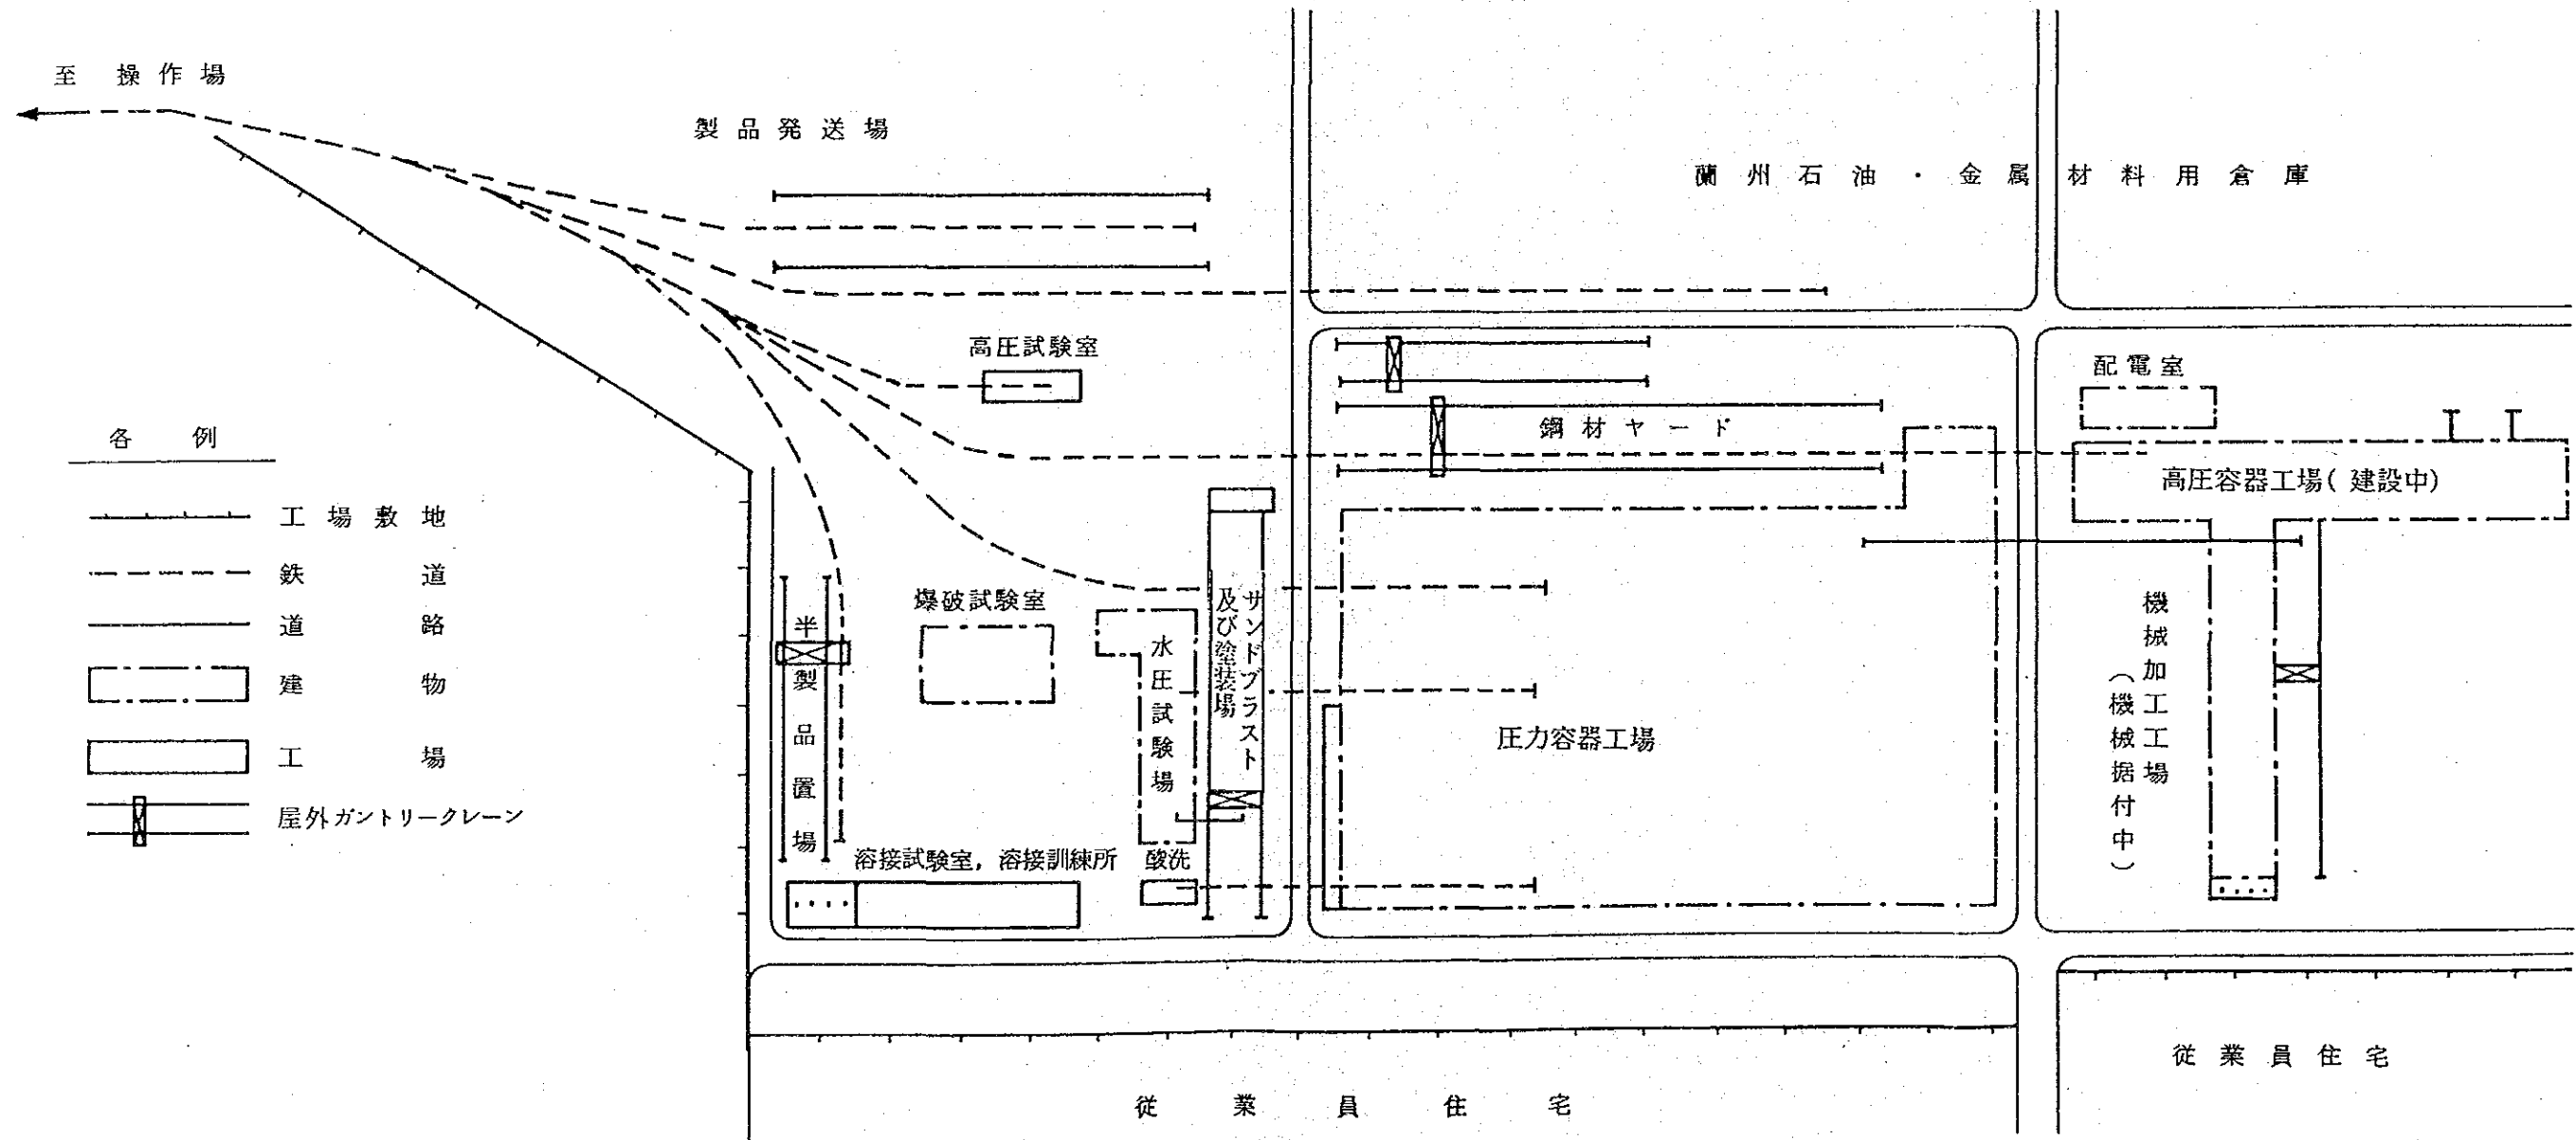 至 操作場
製品発送場
蘭州石油・金属材料用倉庫
高圧試験室
配電室
鋼材ヤード
高圧容器工場(建設中)
各例
工場敷地
鉄道
道路
建物
工場
屋外ガントリークレーン
半製品置場
爆破試験室
水圧試験場
サンドブラスト
及び塗装場
圧力容器工場
機械加工工場
(機械据付中)
溶接試験室,溶接訓練所
酸洗
従業員住宅
従業員住宅